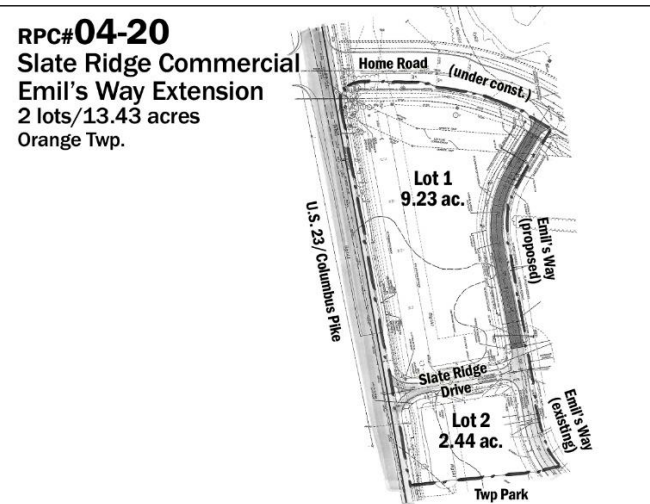 RPC#04-20
Slate Ridge Commercial
Emil's Way Extension
2 lots/13.43 acres
Orange Twp.
Home Road
(under const.)
Lot 1
9.23 ac.
U.S. 23/Columbus Pike
Emil's Way
(proposed)
Slate Ridge
Drive
Lot 2
2.44 ac.
Emil's Way
(existing)
Twp Park